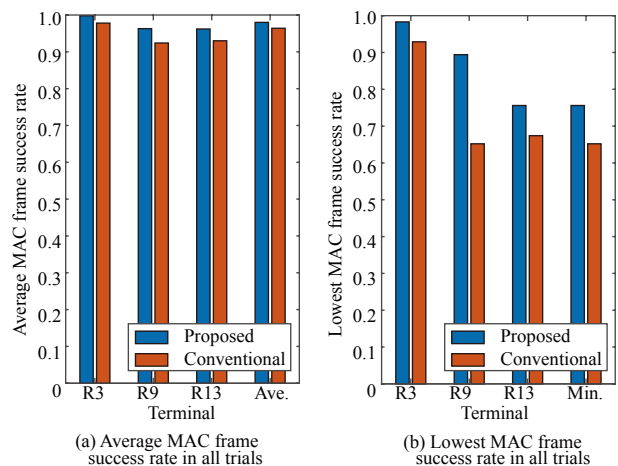 1.0
0.9
0.8
0.7
0.6
0.5
0.4
0.3
0.2
0.1
0
Average MAC frame success rate
Proposed
Conventional
R3 R9 R13 Ave.
Terminal
(a) Average MAC frame
success rate in all trials
1.0
0.9
0.8
0.7
0.6
0.5
0.4
0.3
0.2
0.1
0
Lowest MAC frame success rate
Proposed
Conventional
R3 R9 R13 Min.
Terminal
(b) Lowest MAC frame
success rate in all trials